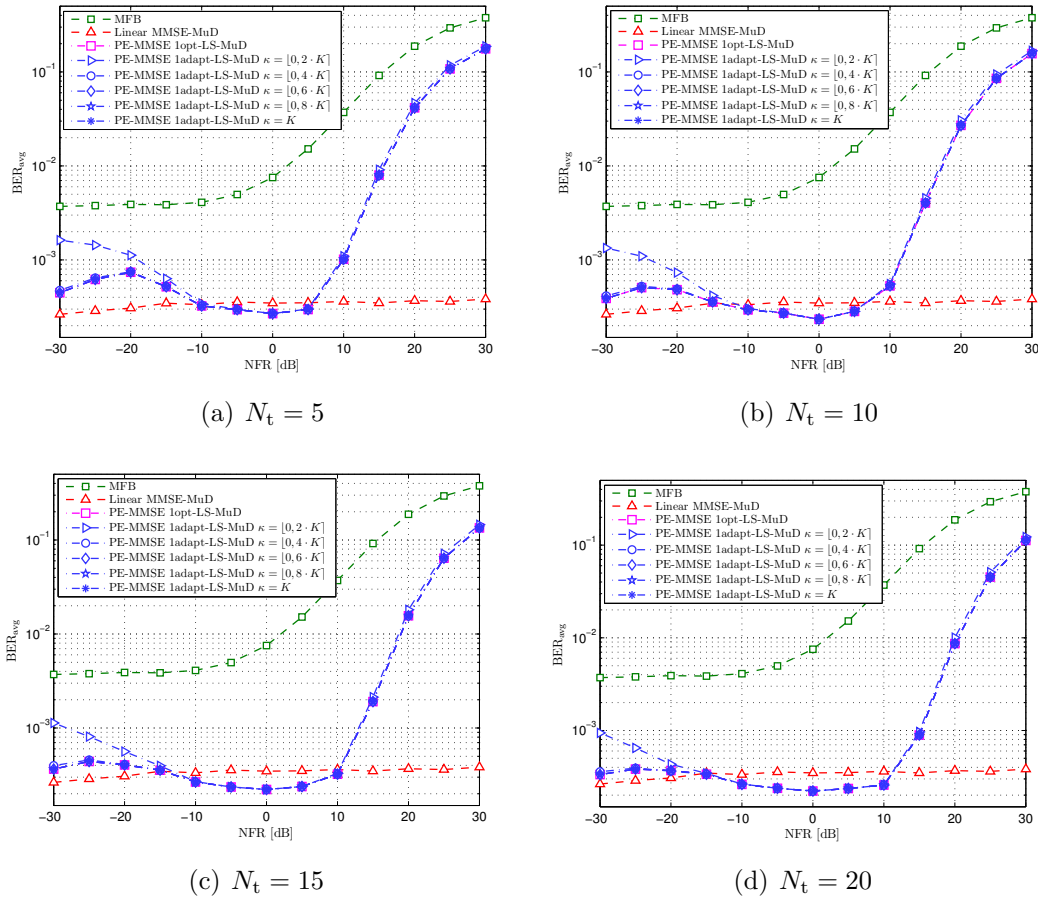 MFB
Linear MMSE-MuD
PE-MMSE 1opt-LS-MuD
PE-MMSE 1adapt-LS-MuD κ = ⌊0,2 · K⌉
PE-MMSE 1adapt-LS-MuD κ = ⌊0,4 · K⌉
PE-MMSE 1adapt-LS-MuD κ = ⌊0,6 · K⌉
PE-MMSE 1adapt-LS-MuD κ = ⌊0,8 · K⌉
PE-MMSE 1adapt-LS-MuD κ = K
10⁻¹
10⁻²
10⁻³
BER_avg
−30 −20 −10 0 10 20 30
NFR [dB]
(a) N_t = 5
MFB
Linear MMSE-MuD
PE-MMSE 1opt-LS-MuD
PE-MMSE 1adapt-LS-MuD κ = ⌊0,2 · K⌉
PE-MMSE 1adapt-LS-MuD κ = ⌊0,4 · K⌉
PE-MMSE 1adapt-LS-MuD κ = ⌊0,6 · K⌉
PE-MMSE 1adapt-LS-MuD κ = ⌊0,8 · K⌉
PE-MMSE 1adapt-LS-MuD κ = K
10⁻¹
10⁻²
10⁻³
BER_avg
−30 −20 −10 0 10 20 30
NFR [dB]
(b) N_t = 10
MFB
Linear MMSE-MuD
PE-MMSE 1opt-LS-MuD
PE-MMSE 1adapt-LS-MuD κ = ⌊0,2 · K⌉
PE-MMSE 1adapt-LS-MuD κ = ⌊0,4 · K⌉
PE-MMSE 1adapt-LS-MuD κ = ⌊0,6 · K⌉
PE-MMSE 1adapt-LS-MuD κ = ⌊0,8 · K⌉
PE-MMSE 1adapt-LS-MuD κ = K
10⁻¹
10⁻²
10⁻³
BER_avg
−30 −20 −10 0 10 20 30
NFR [dB]
(c) N_t = 15
MFB
Linear MMSE-MuD
PE-MMSE 1opt-LS-MuD
PE-MMSE 1adapt-LS-MuD κ = ⌊0,2 · K⌉
PE-MMSE 1adapt-LS-MuD κ = ⌊0,4 · K⌉
PE-MMSE 1adapt-LS-MuD κ = ⌊0,6 · K⌉
PE-MMSE 1adapt-LS-MuD κ = ⌊0,8 · K⌉
PE-MMSE 1adapt-LS-MuD κ = K
10⁻¹
10⁻²
10⁻³
BER_avg
−30 −20 −10 0 10 20 30
NFR [dB]
(d) N_t = 20